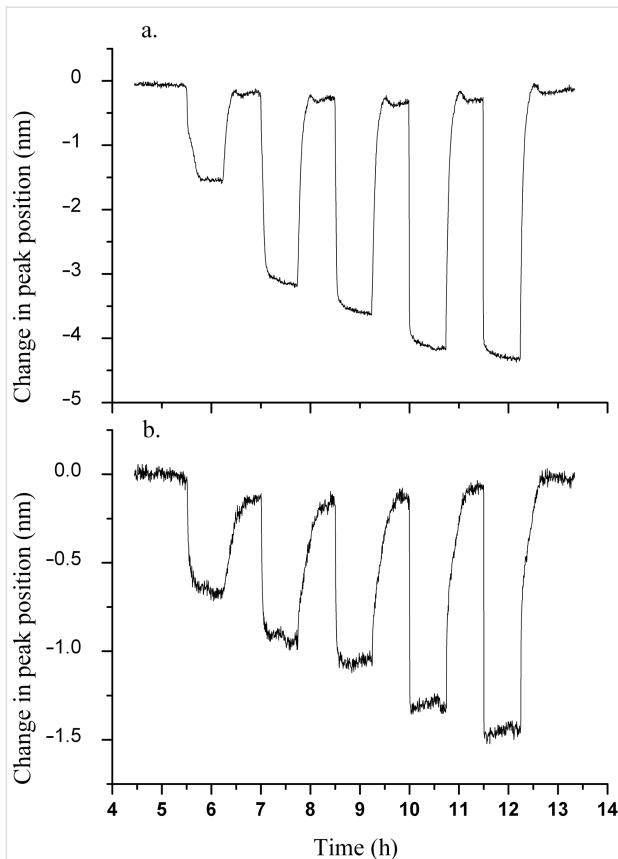 a.
0
−1
−2
−3
−4
−5
Change in peak position (nm)
b.
0.0
−0.5
−1.0
−1.5
Change in peak position (nm)
4 5 6 7 8 9 10 11 12 13 14
Time (h)